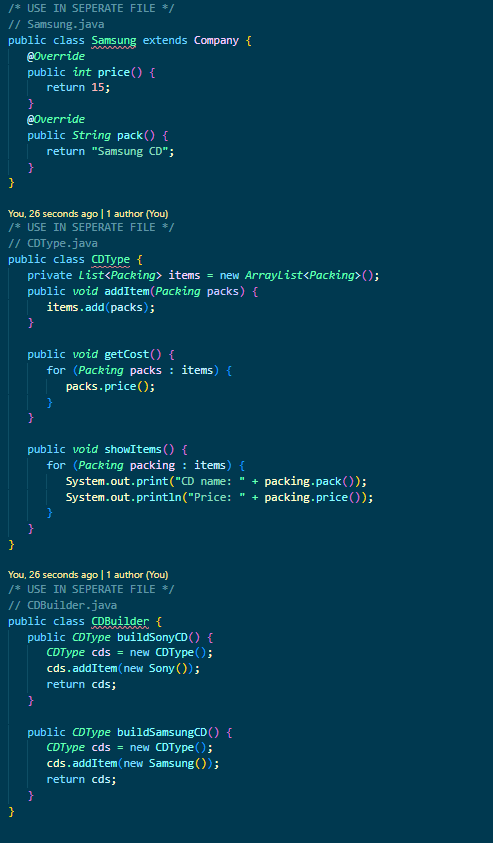 /* USE IN SEPERATE FILE */
// Samsung.java
public class Samsung extends Company {
@Override
public int price() {
return 15;
}
@Override
public String pack() {
return "Samsung CD";
}
}
You, 26 seconds ago | 1 author (You)
/* USE IN SEPERATE FILE */
// CDType.java
public class CDType {
private List<Packing> items = new ArrayList<Packing>();
public void addItem(Packing packs) {
items.add(packs);
}
public void getCost() {
for (Packing packs : items) {
packs.price();
}
}
public void showItems() {
for (Packing packing : items) {
System.out.print("CD name: " + packing.pack());
System.out.println("Price: " + packing.price());
}
}
}
You, 26 seconds ago | 1 author (You)
/* USE IN SEPERATE FILE */
// CDBuilder.java
public class CDBuilder {
public CDType buildSonyCD() {
CDType cds = new CDType();
cds.addItem(new Sony());
return cds;
}
public CDType buildSamsungCD() {
CDType cds = new CDType();
cds.addItem(new Samsung());
return cds;
}
}